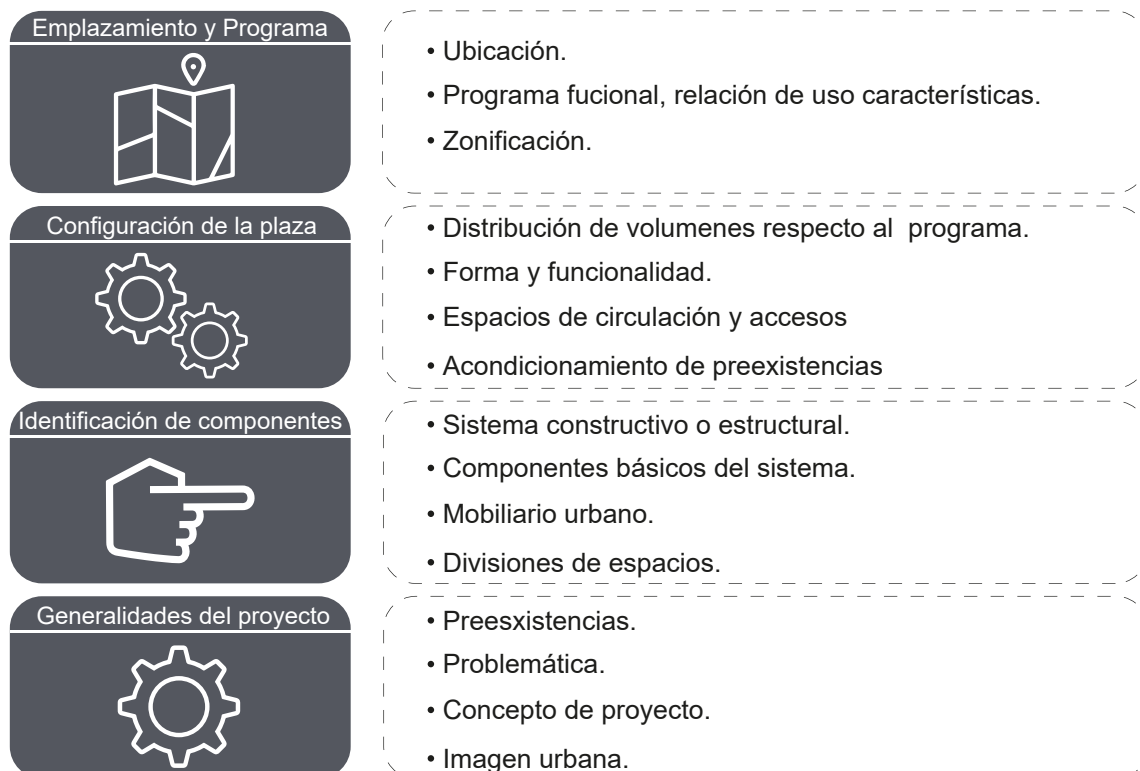 Emplazamiento y Programa
• Ubicación.
• Programa fucional, relación de uso características.
• Zonificación.
Configuración de la plaza
• Distribución de volumenes respecto al programa.
• Forma y funcionalidad.
• Espacios de circulación y accesos
• Acondicionamiento de preexistencias
Identificación de componentes
• Sistema constructivo o estructural.
• Componentes básicos del sistema.
• Mobiliario urbano.
• Divisiones de espacios.
Generalidades del proyecto
• Preesxistencias.
• Problemática.
• Concepto de proyecto.
• Imagen urbana.